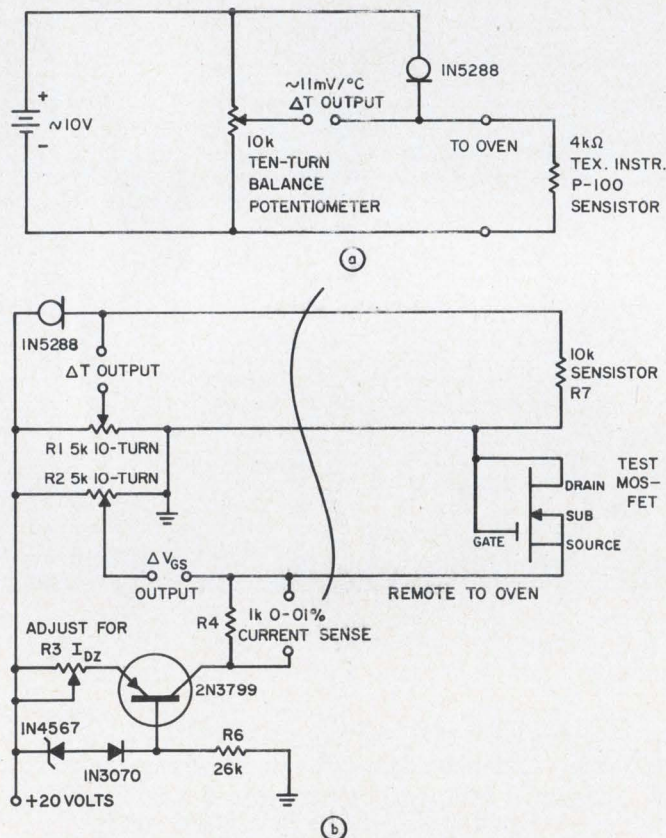 +
~10V
−
10k
TEN-TURN
BALANCE
POTENTIOMETER
~11mV/°C
ΔT OUTPUT
IN5288
TO OVEN
4kΩ
TEX. INSTR.
P-100
SENSISTOR
a
IN5288
ΔT OUTPUT
R1 5k 10-TURN
R2 5k 10-TURN
10k
SENSISTOR
R7
TEST
MOS-
FET
DRAIN
SUB
SOURCE
GATE
ΔVGS
OUTPUT
REMOTE TO OVEN
R4
1k 0-01%
CURRENT SENSE
ADJUST FOR
R3 IDZ
2N3799
IN4567
IN3070
R6
26k
+20 VOLTS
b